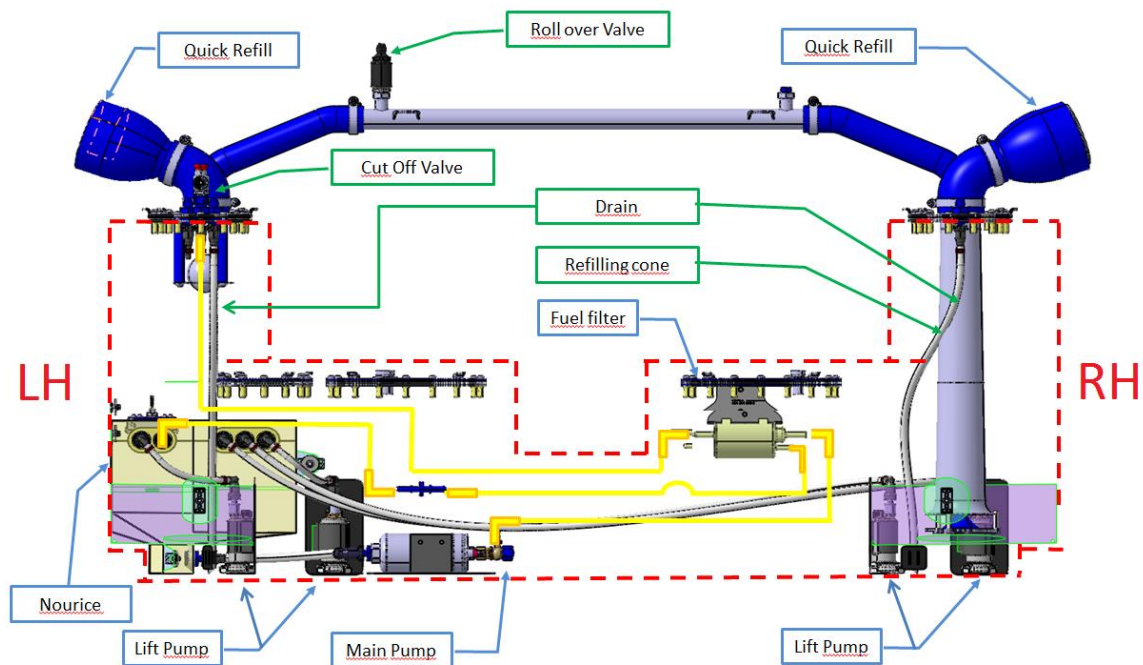 Roll over Valve
Quick Refill
Quick Refill
Cut Off Valve
Drain
Refilling cone
Fuel filter
LH
RH
Nourice
Lift Pump
Main Pump
Lift Pump